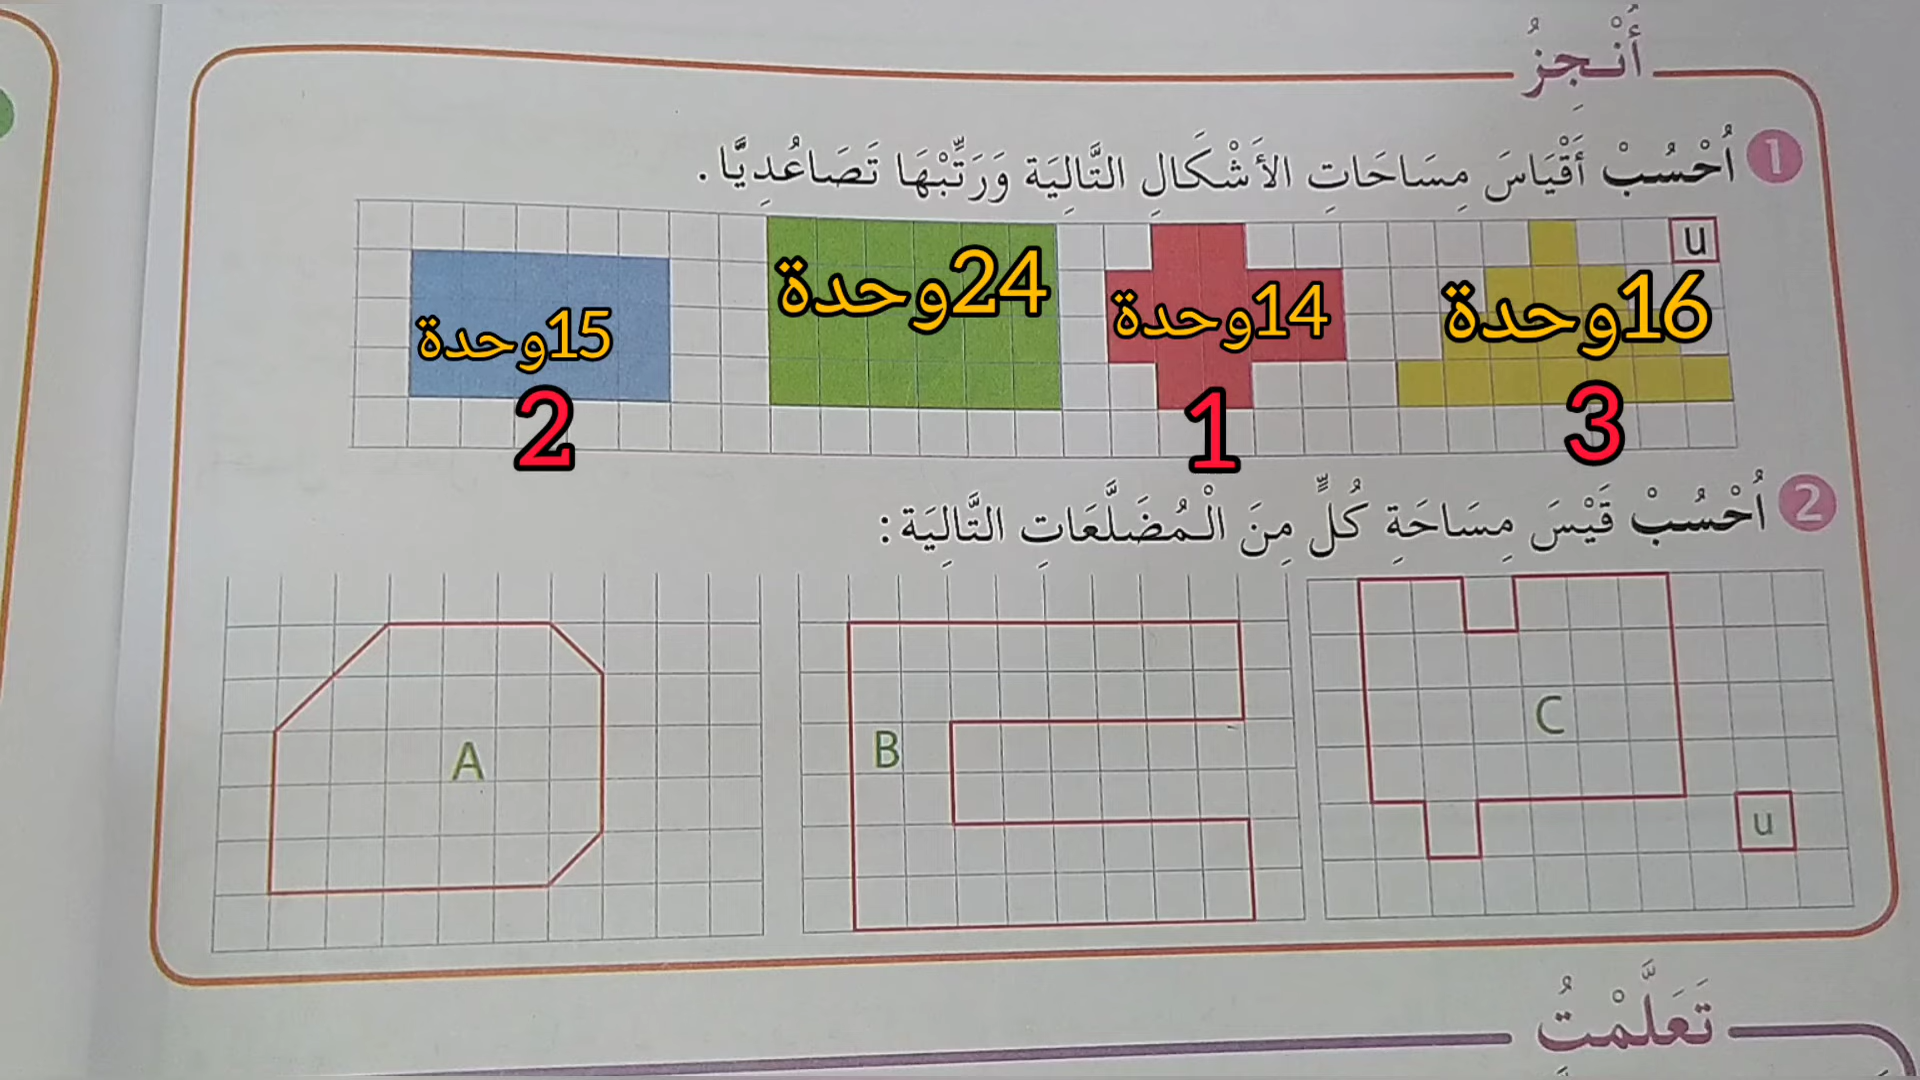 أُنْجِزُ
1 اُحْسُبْ أَقْيَاسَ مِسَاحَاتِ الأَشْكَالِ التَّالِيَة وَرَتِّبْهَا تَصَاعُدِيًّا.
u
16وحدة
14وحدة
24وحدة
15وحدة
3
1
2
2 اُحْسُبْ قَيْسَ مِسَاحَةِ كُلٍّ مِنَ الْمُضَلَّعَاتِ التَّالِيَة:
C
B
A
u
تَعَلَّمْتُ